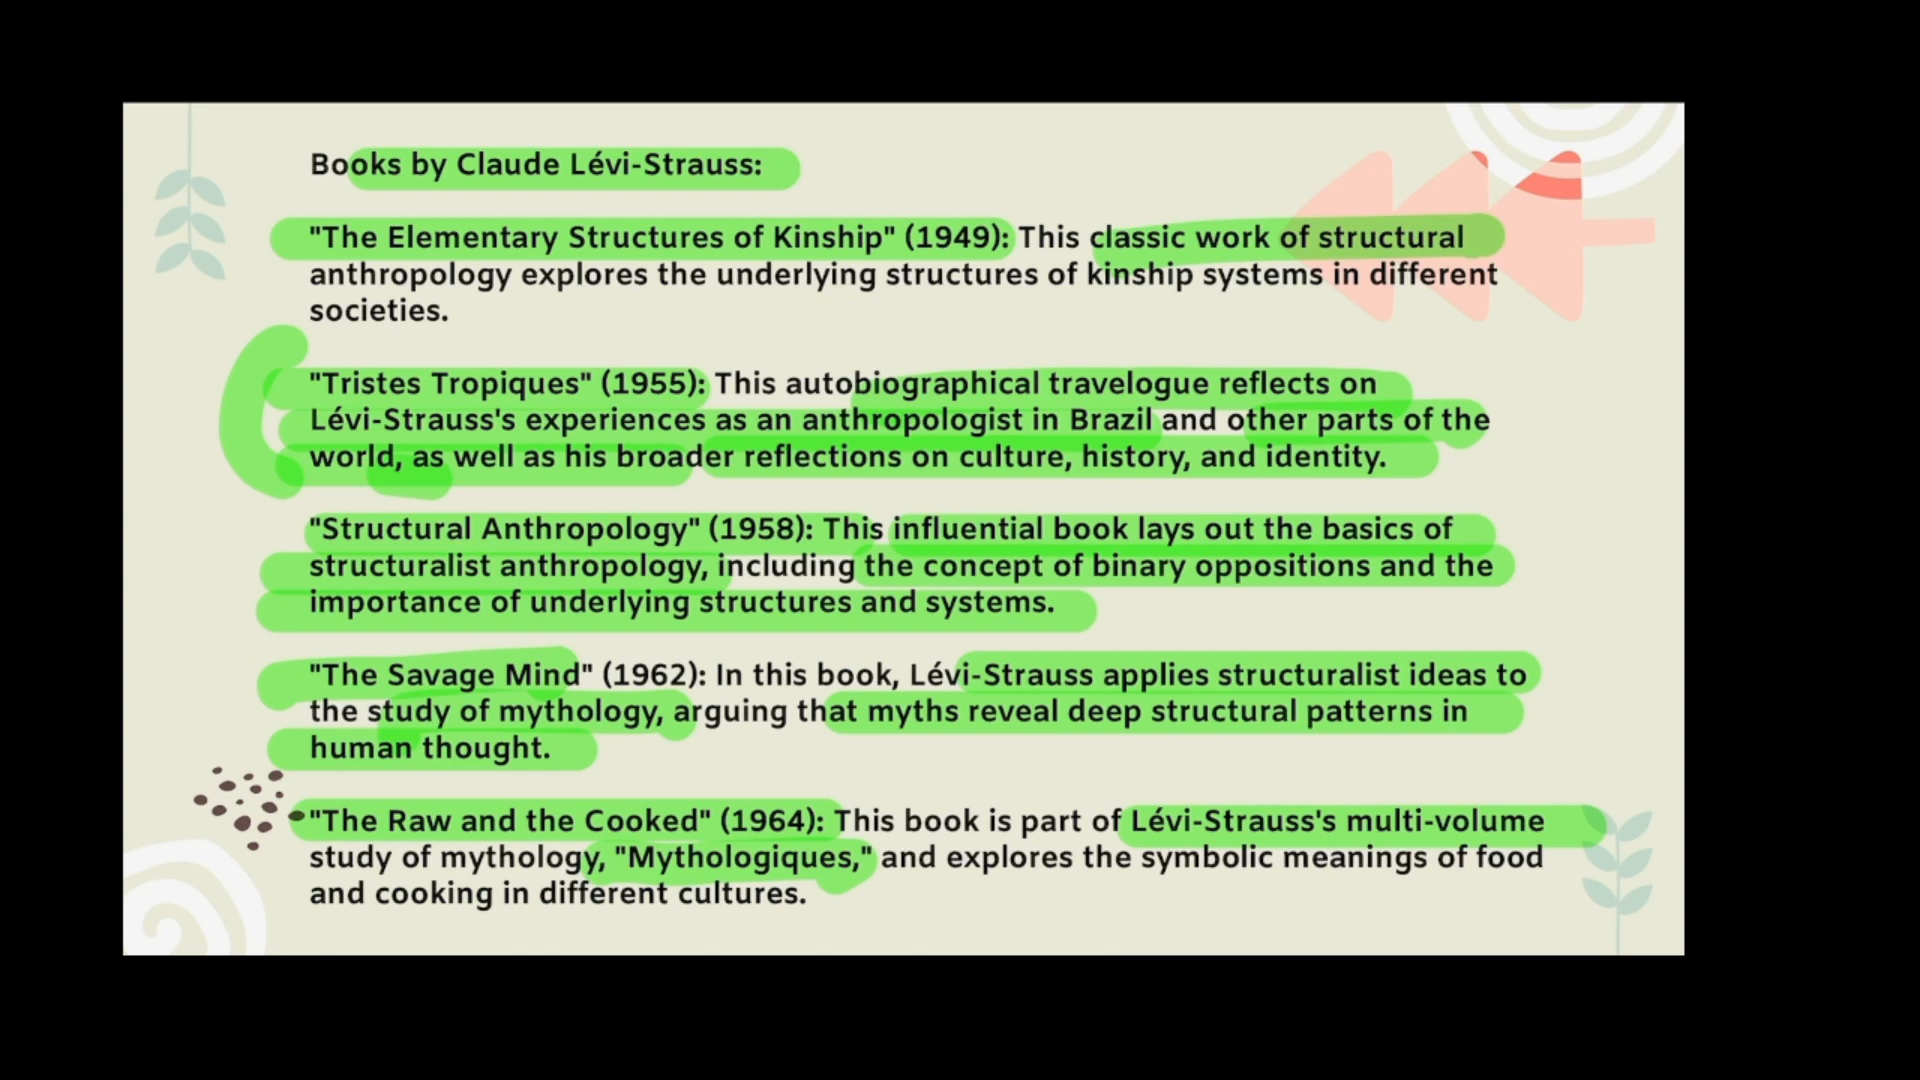 Books by Claude Lévi-Strauss:
"The Elementary Structures of Kinship" (1949): This classic work of structural
anthropology explores the underlying structures of kinship systems in different
societies.
"Tristes Tropiques" (1955): This autobiographical travelogue reflects on
Lévi-Strauss's experiences as an anthropologist in Brazil and other parts of the
world, as well as his broader reflections on culture, history, and identity.
"Structural Anthropology" (1958): This influential book lays out the basics of
structuralist anthropology, including the concept of binary oppositions and the
importance of underlying structures and systems.
"The Savage Mind" (1962): In this book, Lévi-Strauss applies structuralist ideas to
the study of mythology, arguing that myths reveal deep structural patterns in
human thought.
"The Raw and the Cooked" (1964): This book is part of Lévi-Strauss's multi-volume
study of mythology, "Mythologiques," and explores the symbolic meanings of food
and cooking in different cultures.